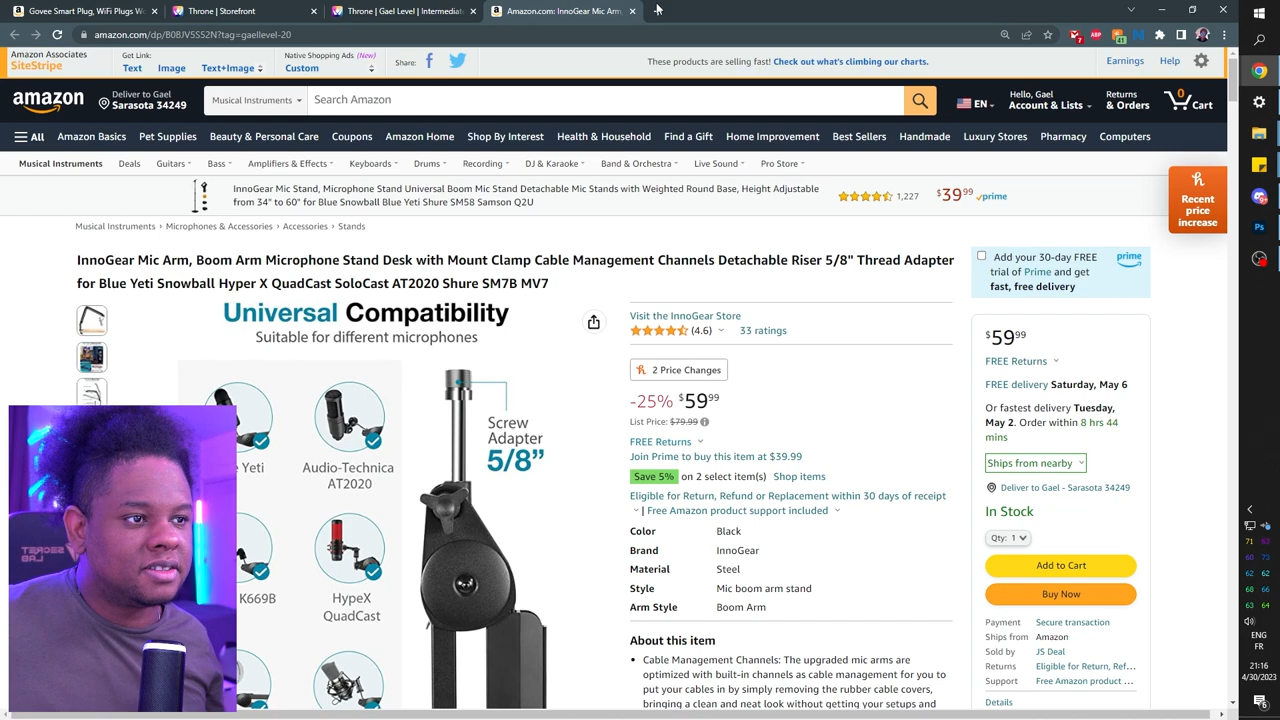 Govee Smart Plug, WiFi Plugs W
Throne | Storefront
Throne | Gael Level | Intermediate
Amazon.com: InnoGear Mic Arm,
amazon.com/dp/B0BJV5S52N?tag=gaellevel-20
Amazon Associates
SiteStripe
Get Link:
Text Image Text+Image
Native Shopping Ads (New)
Custom
Share:
These products are selling fast! Check out what's climbing our charts.
Earnings Help
amazon
Deliver to Gael
Sarasota 34249
Musical Instruments
Search Amazon
EN
Hello, Gael
Account & Lists
Returns
& Orders
0
Cart
All Amazon Basics Pet Supplies Beauty & Personal Care Coupons Amazon Home Shop By Interest Health & Household Find a Gift Home Improvement Best Sellers Handmade Luxury Stores Pharmacy Computers
Musical Instruments Deals Guitars Bass Amplifiers & Effects Keyboards Drums Recording DJ & Karaoke Band & Orchestra Live Sound Pro Store
InnoGear Mic Stand, Microphone Stand Universal Boom Mic Stand Detachable Mic Stands with Weighted Round Base, Height Adjustable
from 34" to 60" for Blue Snowball Blue Yeti Shure SM58 Samson Q2U
1,227
$39 99 prime
Recent
price
increase
Musical Instruments › Microphones & Accessories › Accessories › Stands
InnoGear Mic Arm, Boom Arm Microphone Stand Desk with Mount Clamp Cable Management Channels Detachable Riser 5/8" Thread Adapter
for Blue Yeti Snowball Hyper X QuadCast SoloCast AT2020 Shure SM7B MV7
Universal Compatibility
Suitable for different microphones
Screw
Adapter
5/8”
Yeti
Audio-Technica
AT2020
K669B
HypeX
QuadCast
Visit the InnoGear Store
(4.6) 33 ratings
2 Price Changes
-25% $59 99
List Price: $79.99
FREE Returns
Join Prime to buy this item at $39.99
Save 5% on 2 select item(s) Shop items
Eligible for Return, Refund or Replacement within 30 days of receipt
| Free Amazon product support included
Color Black
Brand InnoGear
Material Steel
Style Mic boom arm stand
Arm Style Boom Arm
About this item
• Cable Management Channels: The upgraded mic arms are
optimized with built-in channels as cable management for you to
put your cables in by simply removing the rubber cable covers,
bringing a clean and neat look without getting your setups and
Add your 30-day FREE
trial of Prime and get
fast, free delivery
prime
$59 99
FREE Returns
FREE delivery Saturday, May 6
Or fastest delivery Tuesday,
May 2. Order within 8 hrs 44
mins
Ships from nearby
Deliver to Gael - Sarasota 34249
In Stock
Qty: 1
Add to Cart
Buy Now
Payment Secure transaction
Ships from Amazon
Sold by JS Deal
Returns Eligible for Return, Ref...
Support Free Amazon product ...
Details
71 63
60 73
62 62
68 66
63 64
ENG
FR
21:16
4/30/2023